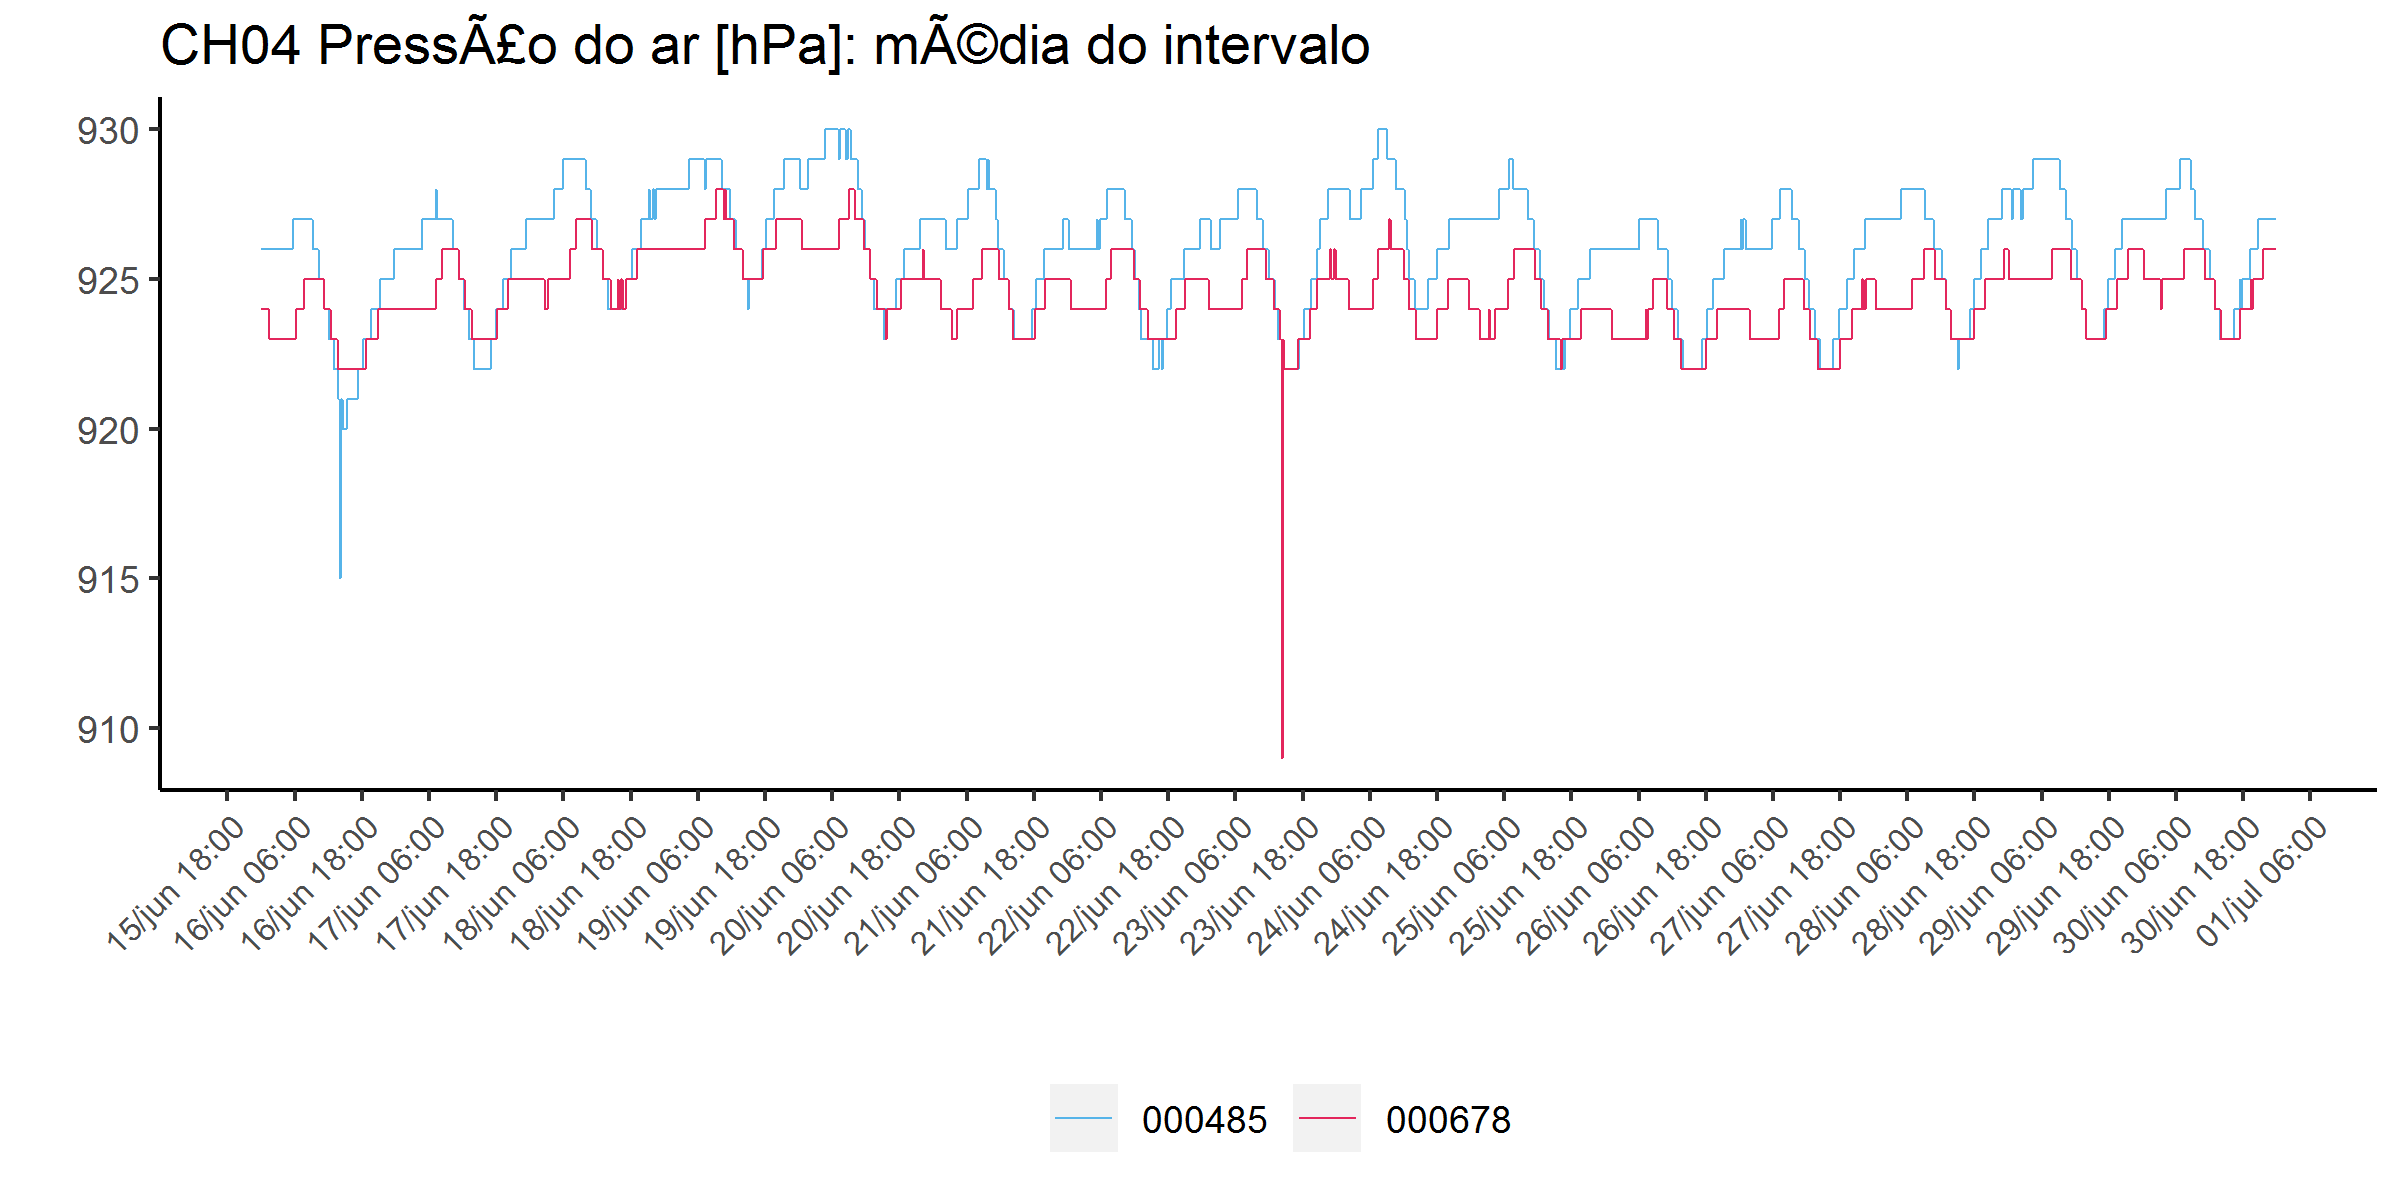 CH04 PressÃ£o do ar [hPa]: mÃ©dia do intervalo
930
925
920
915
910
15/jun 18:00
16/jun 06:00
16/jun 18:00
17/jun 06:00
17/jun 18:00
18/jun 06:00
18/jun 18:00
19/jun 06:00
19/jun 18:00
20/jun 06:00
20/jun 18:00
21/jun 06:00
21/jun 18:00
22/jun 06:00
22/jun 18:00
23/jun 06:00
23/jun 18:00
24/jun 06:00
24/jun 18:00
25/jun 06:00
25/jun 18:00
26/jun 06:00
26/jun 18:00
27/jun 06:00
27/jun 18:00
28/jun 06:00
28/jun 18:00
29/jun 06:00
29/jun 18:00
30/jun 06:00
30/jun 18:00
01/jul 06:00
000485 000678